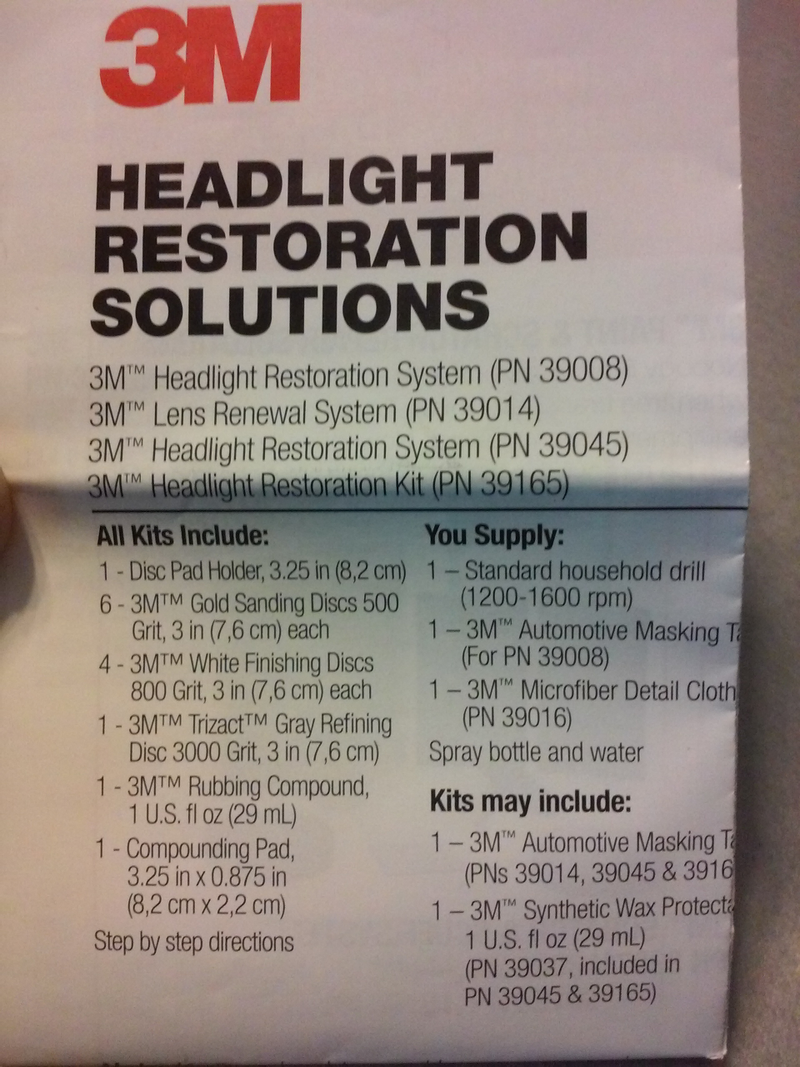 3M
HEADLIGHT
RESTORATION
SOLUTIONS
3M™ Headlight Restoration System (PN 39008)
3M™ Lens Renewal System (PN 39014)
3M™ Headlight Restoration System (PN 39045)
3M™ Headlight Restoration Kit (PN 39165)
All Kits Include:
1 - Disc Pad Holder, 3.25 in (8,2 cm)
6 - 3M™ Gold Sanding Discs 500
Grit, 3 in (7,6 cm) each
4 - 3M™ White Finishing Discs
800 Grit, 3 in (7,6 cm) each
1 - 3M™ Trizact™ Gray Refining
Disc 3000 Grit, 3 in (7,6 cm)
1 - 3M™ Rubbing Compound,
1 U.S. fl oz (29 mL)
1 - Compounding Pad,
3.25 in x 0.875 in
(8,2 cm x 2,2 cm)
Step by step directions
You Supply:
1 – Standard household drill
(1200-1600 rpm)
1 – 3M™ Automotive Masking
(For PN 39008)
1 – 3M™ Microfiber Detail Cloth
(PN 39016)
Spray bottle and water
Kits may include:
1 – 3M™ Automotive Masking
(PNs 39014, 39045 & 3916
1 – 3M™ Synthetic Wax Protecta
1 U.S. fl oz (29 mL)
(PN 39037, included in
PN 39045 & 39165)